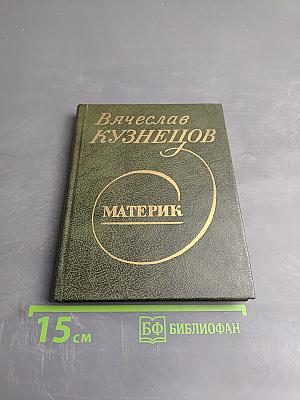 Вячеслав
КУЗНЕЦОВ
МАТЕРИК
15 см
БФ БИБЛИОФАН